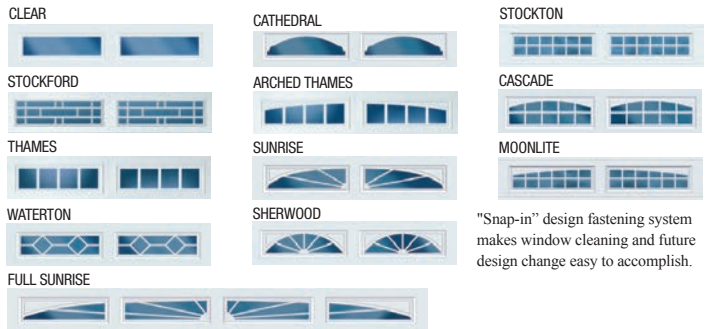 CLEAR
CATHEDRAL
STOCKTON
STOCKFORD
ARCHED THAMES
CASCADE
THAMES
SUNRISE
MOONLITE
WATERTON
SHERWOOD
"Snap-in” design fastening system
makes window cleaning and future
design change easy to accomplish.
FULL SUNRISE